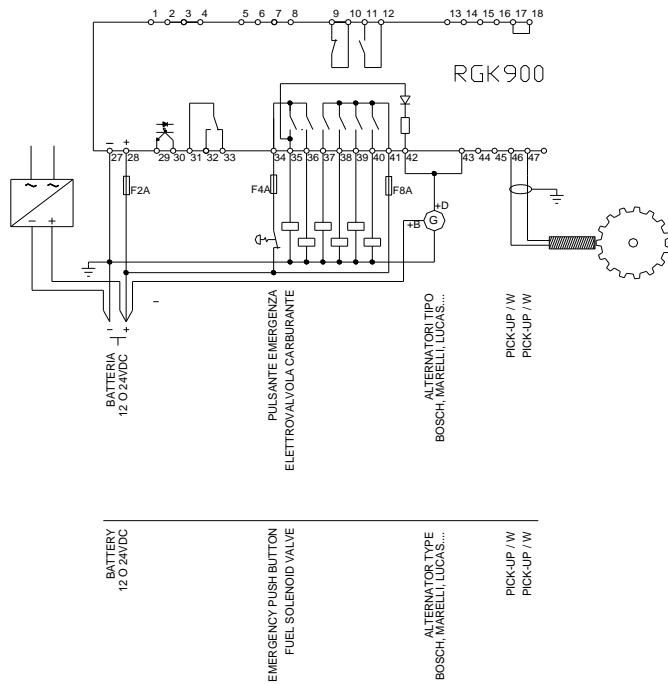 1 2 3 4 5 6 7 8 9 10 11 12 13 14 15 16 17 18
RGK900
− +
27 28 29 30 31 32 33 34 35 36 37 38 39 40 41 42 43 44 45 46 47
F2A
F4A
F8A
~ ~
− +
+D
+B
G
−
− +
BATTERIA
12 O 24VDC
PULSANTE EMERGENZA
ELETTROVALVOLA CARBURANTE
ALTERNATORI TIPO
BOSCH, MARELLI, LUCAS....
PICK-UP / W
PICK-UP / W
BATTERY
12 O 24VDC
EMERGENCY PUSH BUTTON
FUEL SOLENOID VALVE
ALTERNATOR TYPE
BOSCH, MARELLI, LUCAS....
PICK-UP / W
PICK-UP / W